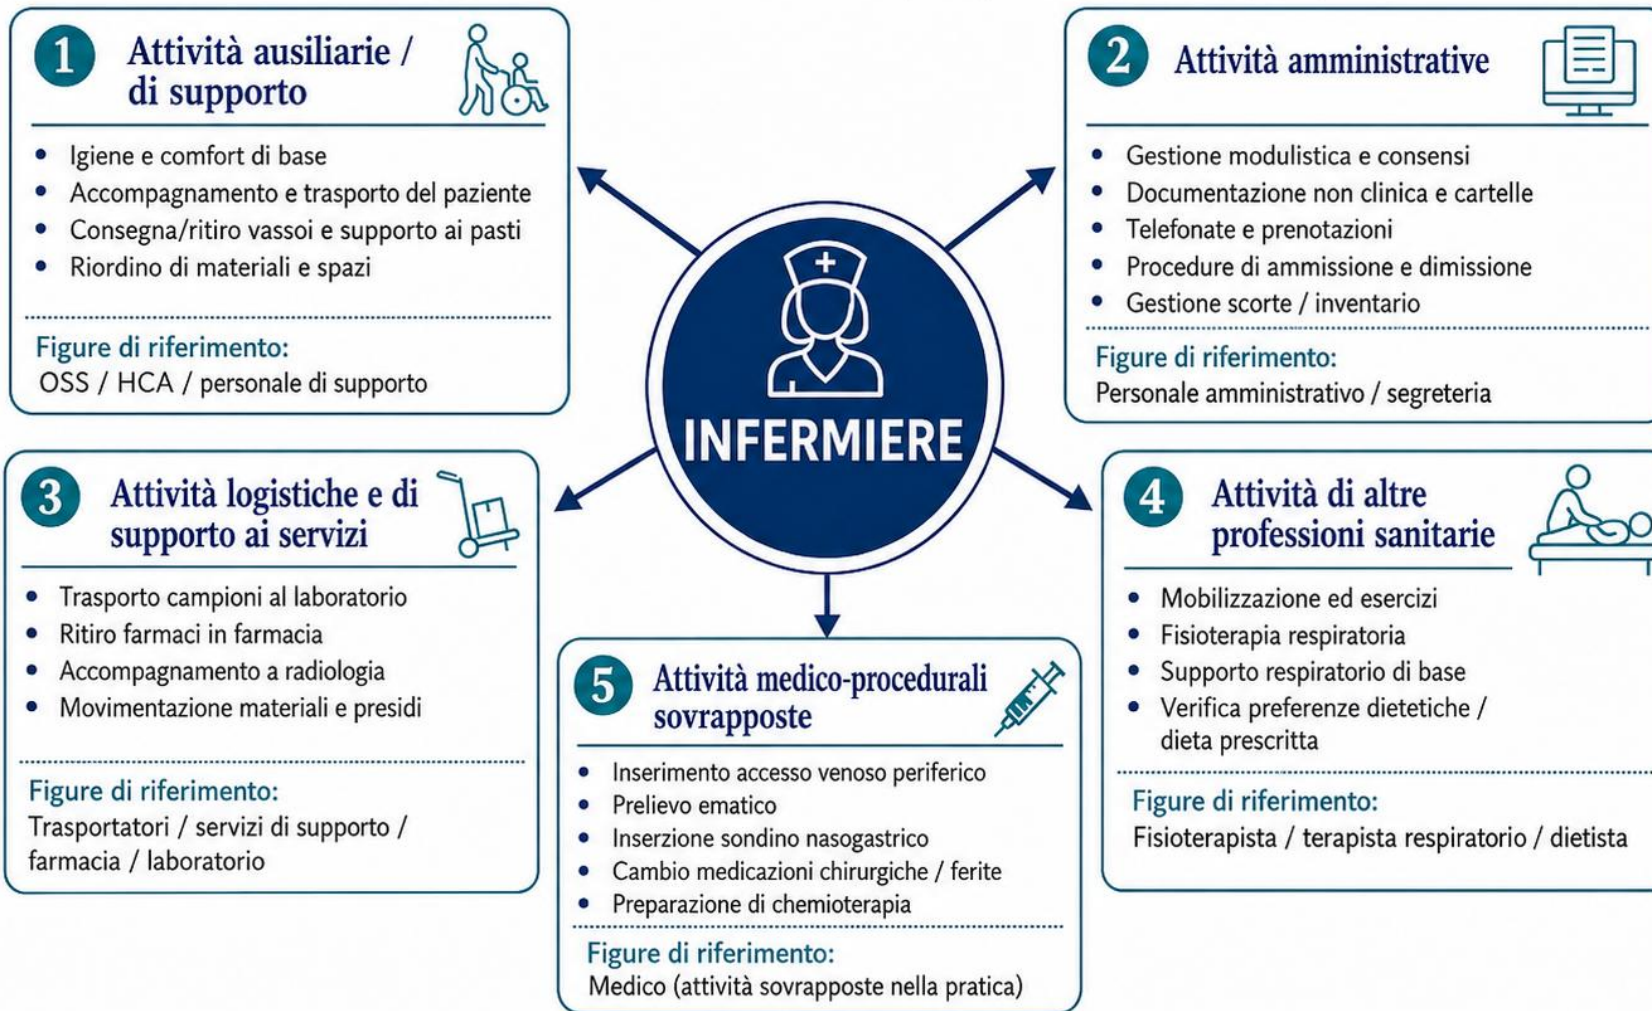 1
Attività ausiliarie /
di supporto
• Igiene e comfort di base
• Accompagnamento e trasporto del paziente
• Consegna/ritiro vassoi e supporto ai pasti
• Riordino di materiali e spazi
Figure di riferimento:
OSS / HCA / personale di supporto
2
Attività amministrative
• Gestione modulistica e consensi
• Documentazione non clinica e cartelle
• Telefonate e prenotazioni
• Procedure di ammissione e dimissione
• Gestione scorte / inventario
Figure di riferimento:
Personale amministrativo / segreteria
INFERMIERE
3
Attività logistiche e di
supporto ai servizi
• Trasporto campioni al laboratorio
• Ritiro farmaci in farmacia
• Accompagnamento a radiologia
• Movimentazione materiali e presidi
Figure di riferimento:
Trasportatori / servizi di supporto /
farmacia / laboratorio
4
Attività di altre
professioni sanitarie
• Mobilizzazione ed esercizi
• Fisioterapia respiratoria
• Supporto respiratorio di base
• Verifica preferenze dietetiche /
dieta prescritta
Figure di riferimento:
Fisioterapista / terapista respiratorio / dietista
5
Attività medico-procedurali
sovrapposte
• Inserimento accesso venoso periferico
• Prelievo ematico
• Inserzione sondino nasogastrico
• Cambio medicazioni chirurgiche / ferite
• Preparazione di chemioterapia
Figure di riferimento:
Medico (attività sovrapposte nella pratica)